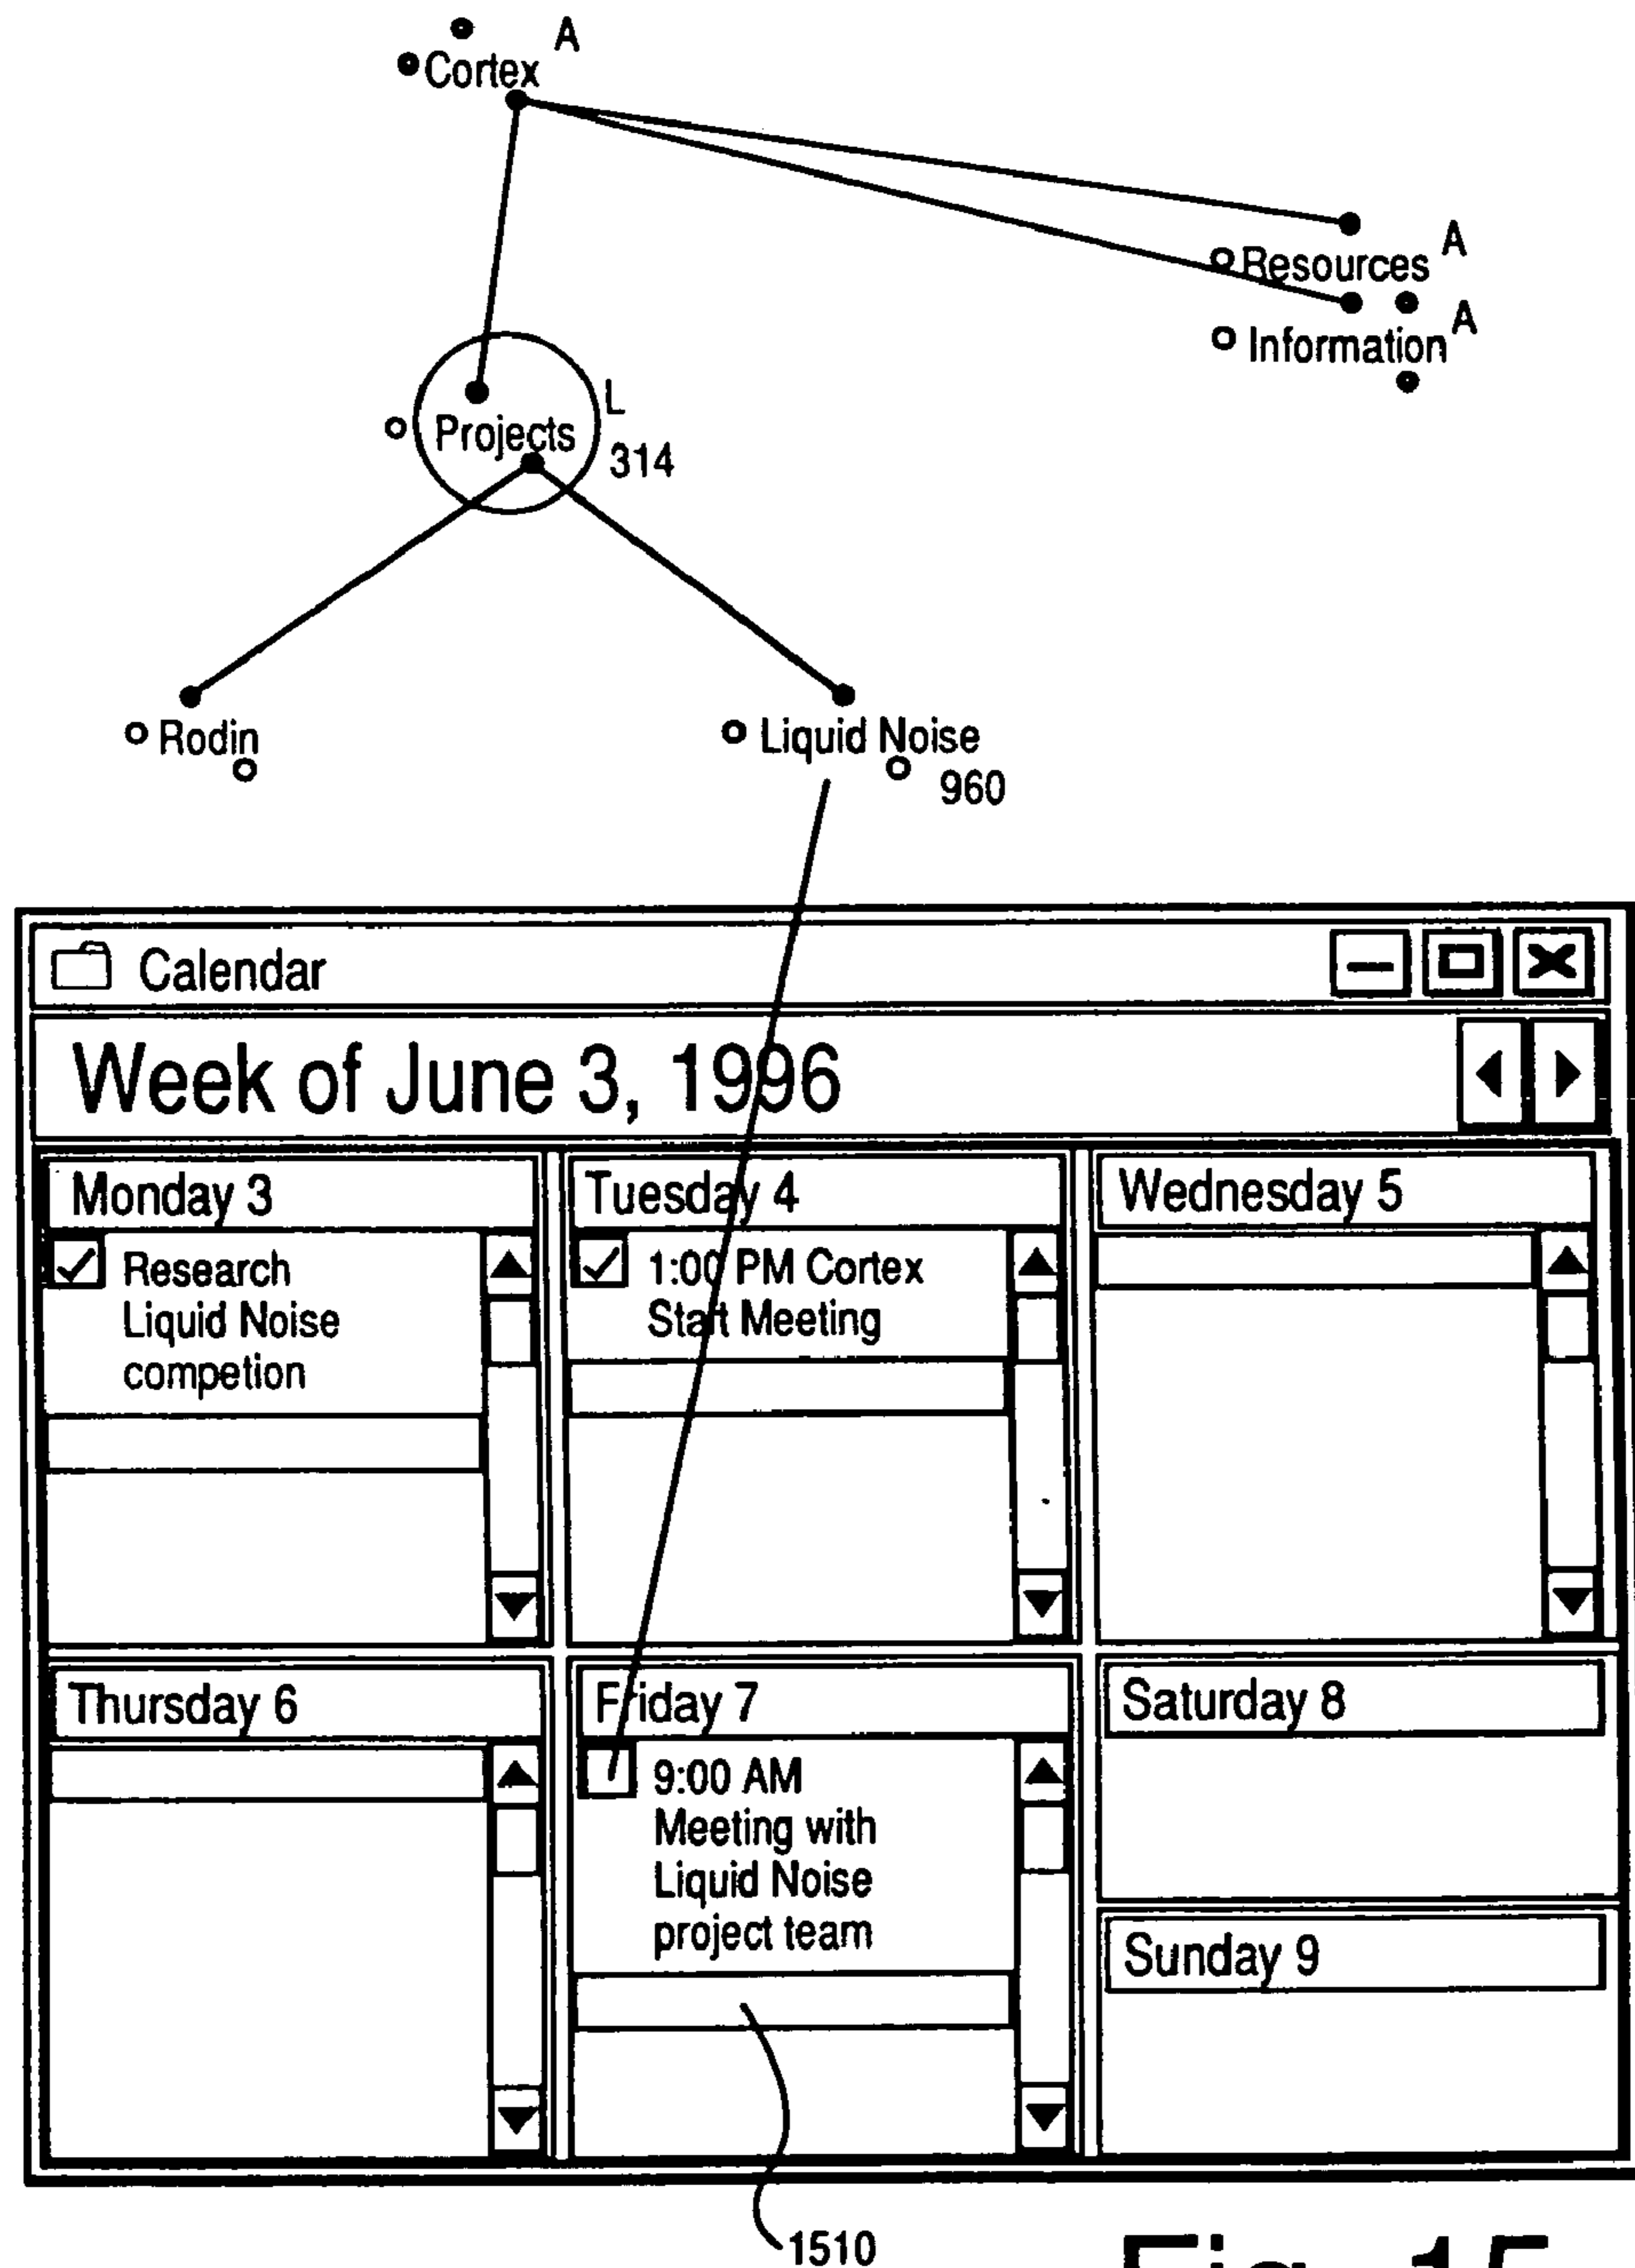 A
Cortex
A
Resources
A
Information
L
Projects
314
Rodin
Liquid Noise
960
Calendar
Week of June 3, 1996
Monday 3
Research
Liquid Noise
competion
Tuesday 4
1:00 PM Cortex
Start Meeting
Wednesday 5
Thursday 6
Friday 7
9:00 AM
Meeting with
Liquid Noise
project team
Saturday 8
Sunday 9
1510